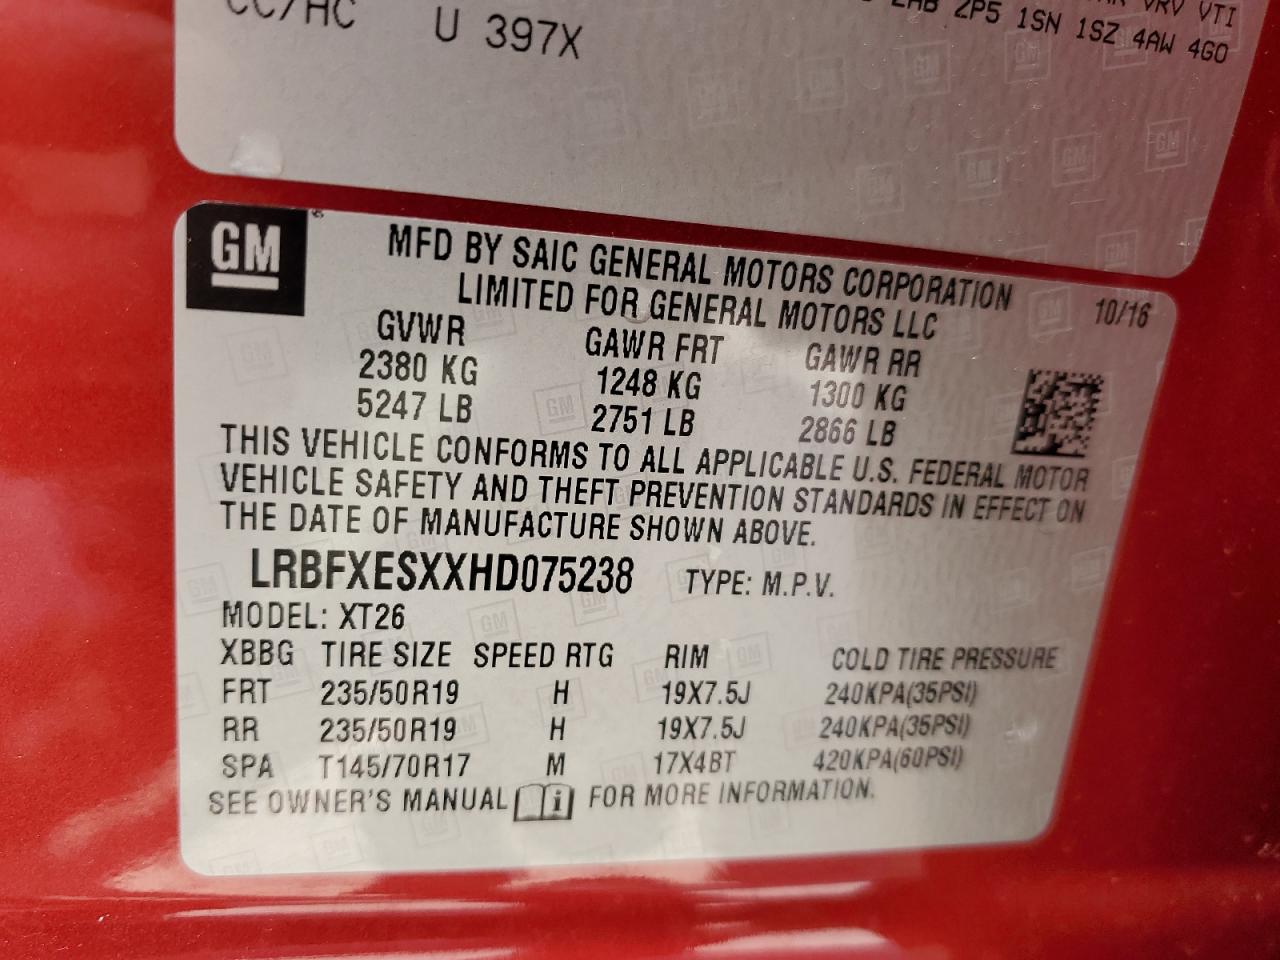 CC/HC U 397X
VRV VTI
ZP5 1SN 1SZ 4AW 4GO
GM
MFD BY SAIC GENERAL MOTORS CORPORATION
LIMITED FOR GENERAL MOTORS LLC
10/16
GVWR GAWR FRT GAWR RR
2380 KG 1248 KG 1300 KG
5247 LB 2751 LB 2866 LB
THIS VEHICLE CONFORMS TO ALL APPLICABLE U.S. FEDERAL MOTOR
VEHICLE SAFETY AND THEFT PREVENTION STANDARDS IN EFFECT ON
THE DATE OF MANUFACTURE SHOWN ABOVE.
LRBFXESXXHD075238 TYPE: M.P.V.
MODEL: XT26
XBBG TIRE SIZE SPEED RTG RIM COLD TIRE PRESSURE
FRT 235/50R19 H 19X7.5J 240KPA(35PSI)
RR 235/50R19 H 19X7.5J 240KPA(35PSI)
SPA T145/70R17 M 17X4BT 420KPA(60PSI)
SEE OWNER'S MANUAL i FOR MORE INFORMATION.